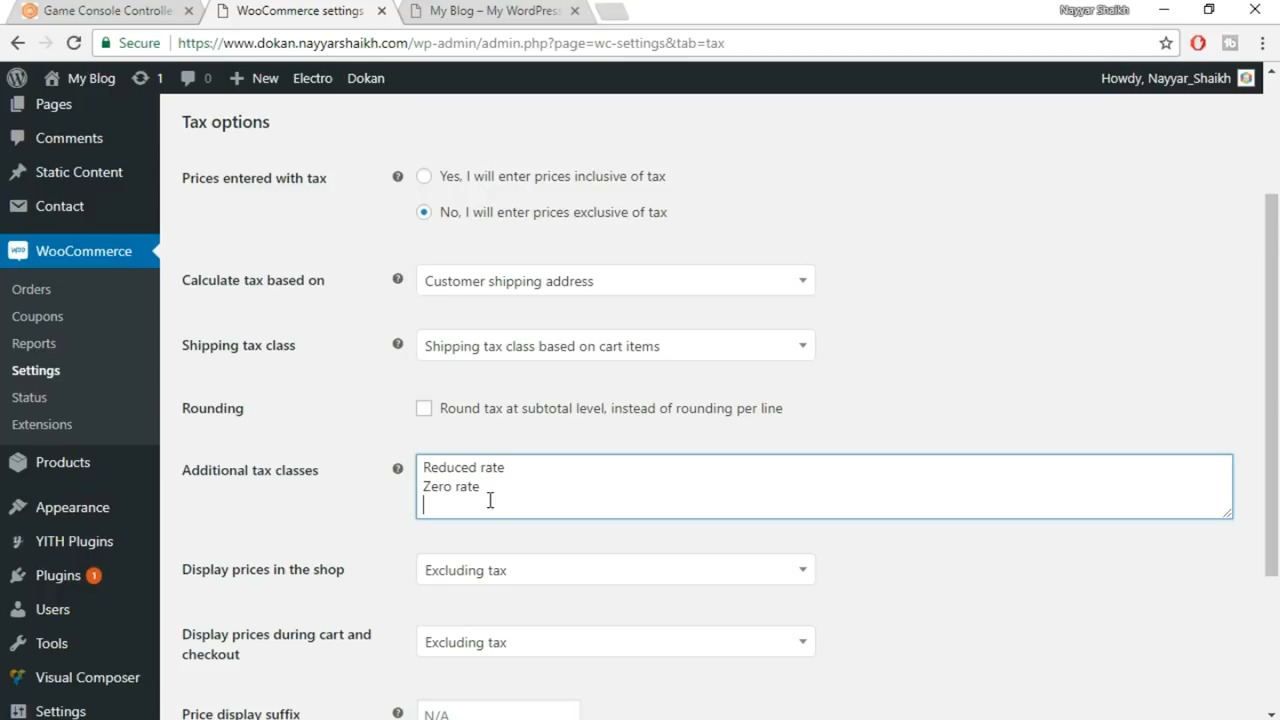 Game Console Controlle
WooCommerce settings
My Blog – My WordPres
Nayyar Shaikh
Secure
https://www.dokan.nayyarshaikh.com/wp-admin/admin.php?page=wc-settings&tab=tax
My Blog
1
0
New
Electro
Dokan
Howdy, Nayyar_Shaikh
Pages
Comments
Static Content
Contact
WooCommerce
Orders
Coupons
Reports
Settings
Status
Extensions
Products
Appearance
YITH Plugins
Plugins 1
Users
Tools
Visual Composer
Settings
Tax options
Prices entered with tax
Yes, I will enter prices inclusive of tax
No, I will enter prices exclusive of tax
Calculate tax based on
Customer shipping address
Shipping tax class
Shipping tax class based on cart items
Rounding
Round tax at subtotal level, instead of rounding per line
Additional tax classes
Reduced rate
Zero rate
Display prices in the shop
Excluding tax
Display prices during cart and
checkout
Excluding tax
Price display suffix
N/A